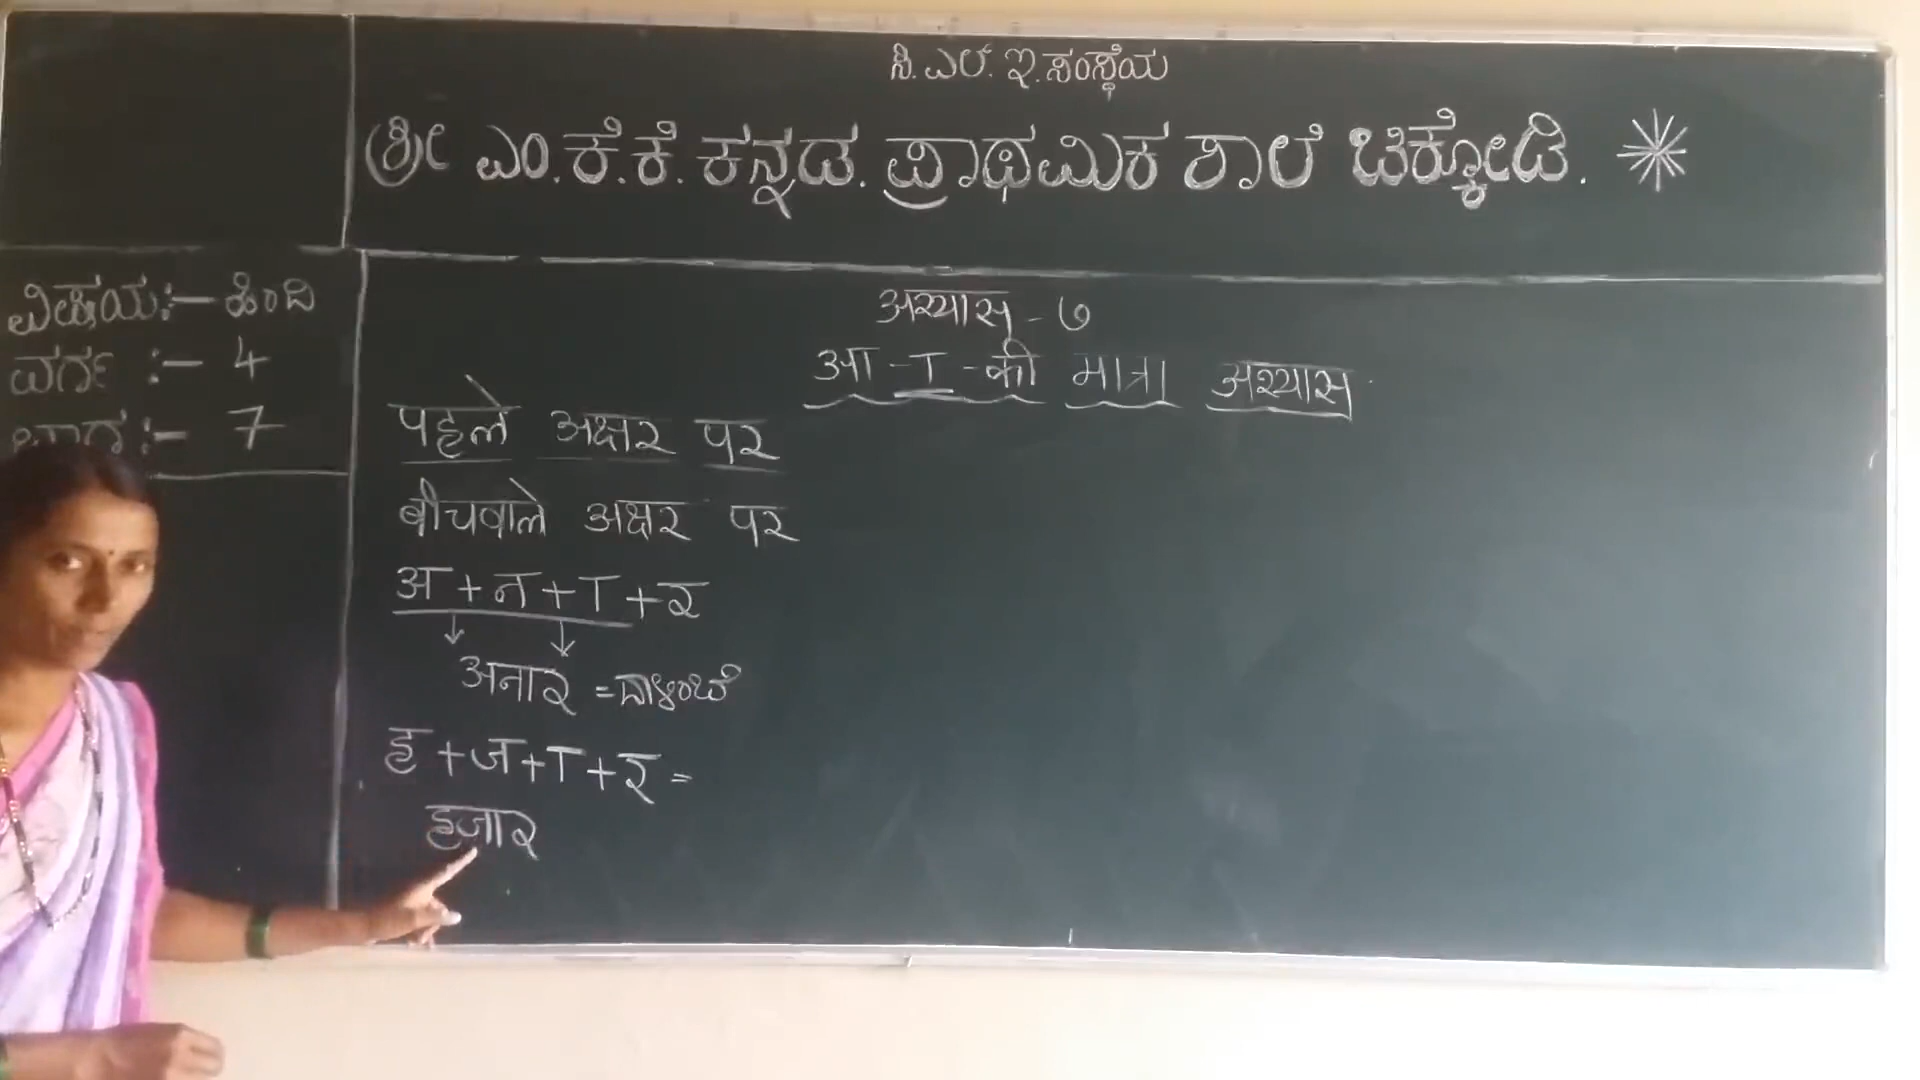 ಸಿ. ಎಲ್. ಇ. ಸಂಸ್ಥೆಯ
ಶ್ರೀ ಎಂ.ಕೆ.ಕೆ. ಕನ್ನಡ. ಪ್ರಾಥಮಿಕ ಶಾಲೆ ಚಿಕ್ಕೋಡಿ.
ವಿಷಯ:- ಹಿಂದಿ
ವರ್ಗ :- 4
ಭಾಗ :- 7
अभ्यास - ७
आ - ा - की मात्रा अभ्यास
पहले अक्षर पर
बीचवाले अक्षर पर
अ + न + ा + र
अनार = ದಾಳಿಂಬೆ
ह + ज + ा + र =
हजार